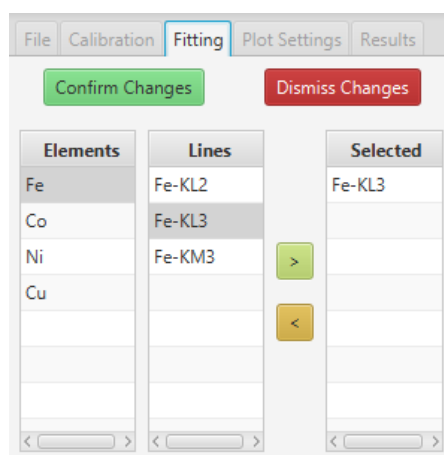 File Calibration Fitting Plot Settings Results
Confirm Changes Dismiss Changes
Elements Lines Selected
Fe Fe-KL2 Fe-KL3
Co Fe-KL3
Ni Fe-KM3 >
Cu
<
< > < > < >